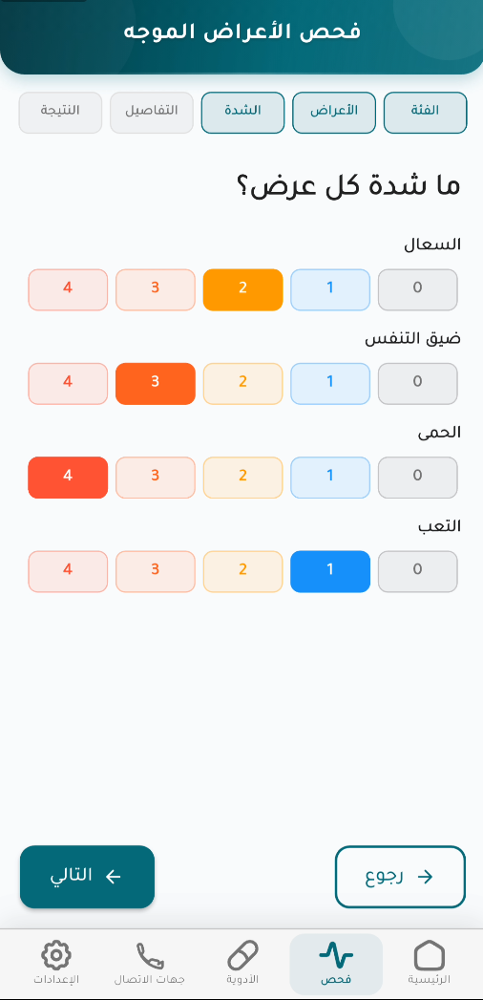 فحص الأعراض الموجه
الفئة الأعراض الشدة التفاصيل النتيجة
ما شدة كل عرض؟
السعال
0 1 2 3 4
ضيق التنفس
0 1 2 3 4
الحمى
0 1 2 3 4
التعب
0 1 2 3 4
رجوع التالي
الرئيسية فحص الأدوية جهات الاتصال الإعدادات